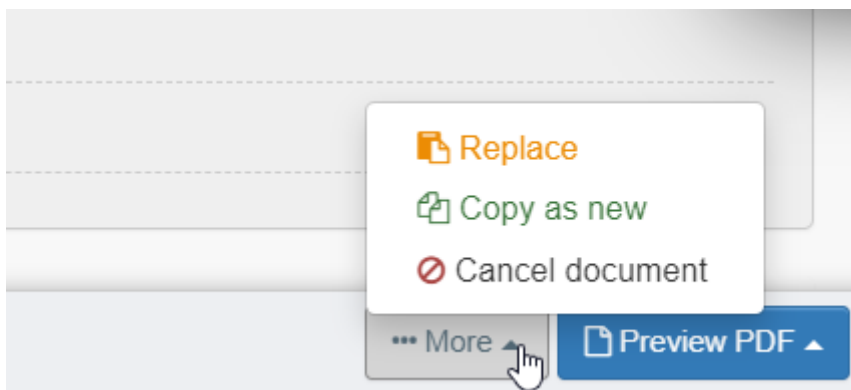 Replace
Copy as new
Cancel document
••• More
Preview PDF